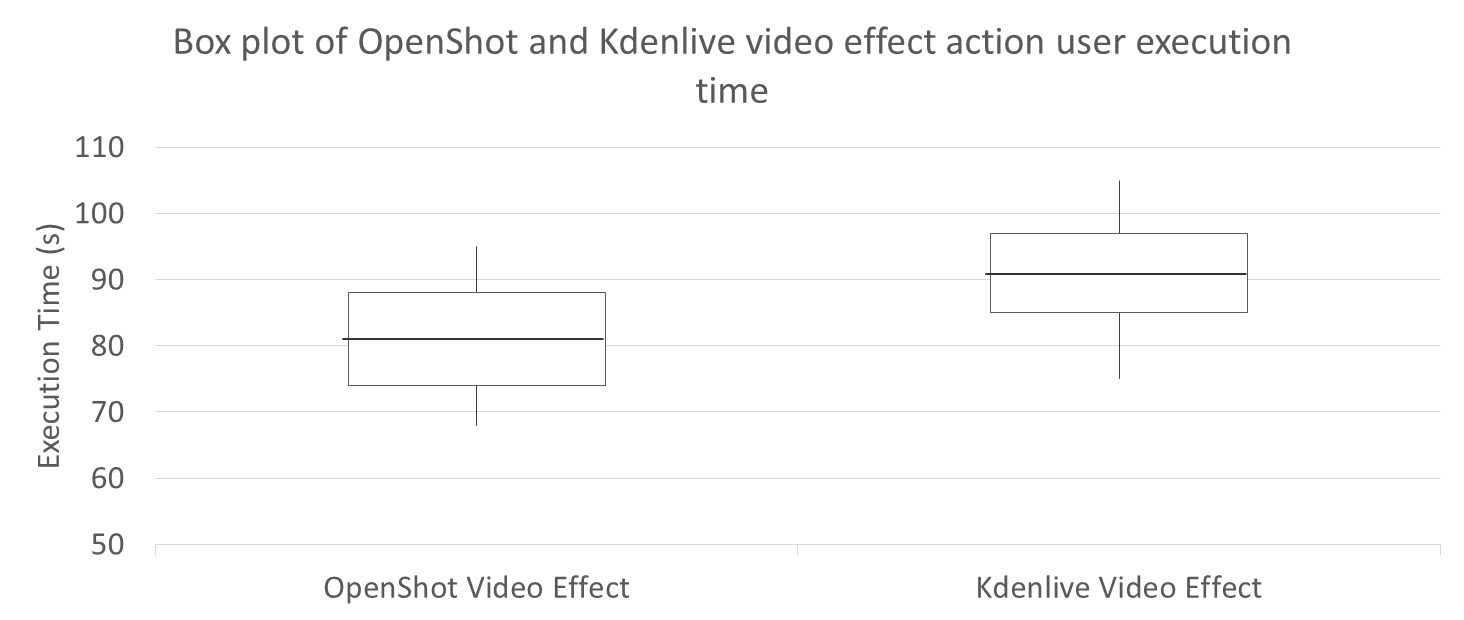 Box plot of OpenShot and Kdenlive video effect action user execution
time
110
100
90
80
70
60
50
Execution Time (s)
OpenShot Video Effect
Kdenlive Video Effect